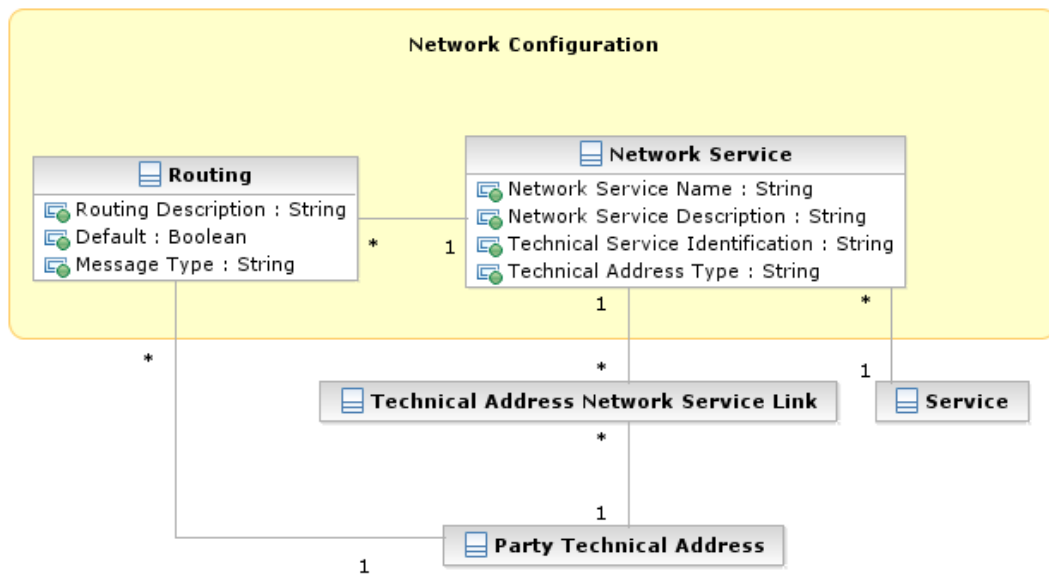 Network Configuration
Routing
Routing Description : String
Default : Boolean
Message Type : String
*
1
Network Service
Network Service Name : String
Network Service Description : String
Technical Service Identification : String
Technical Address Type : String
1
*
*
*
1
Technical Address Network Service Link
Service
*
1
Party Technical Address
1